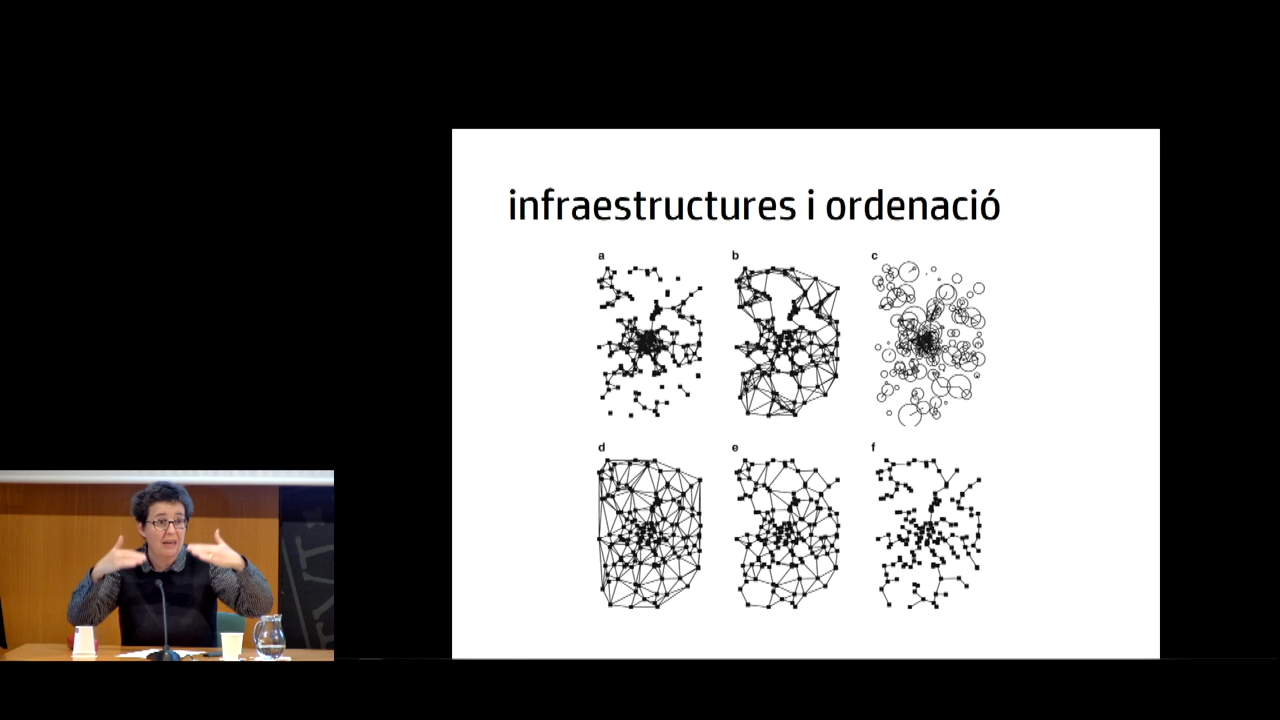 infraestructures i ordenació
a
b
c
d
e
f